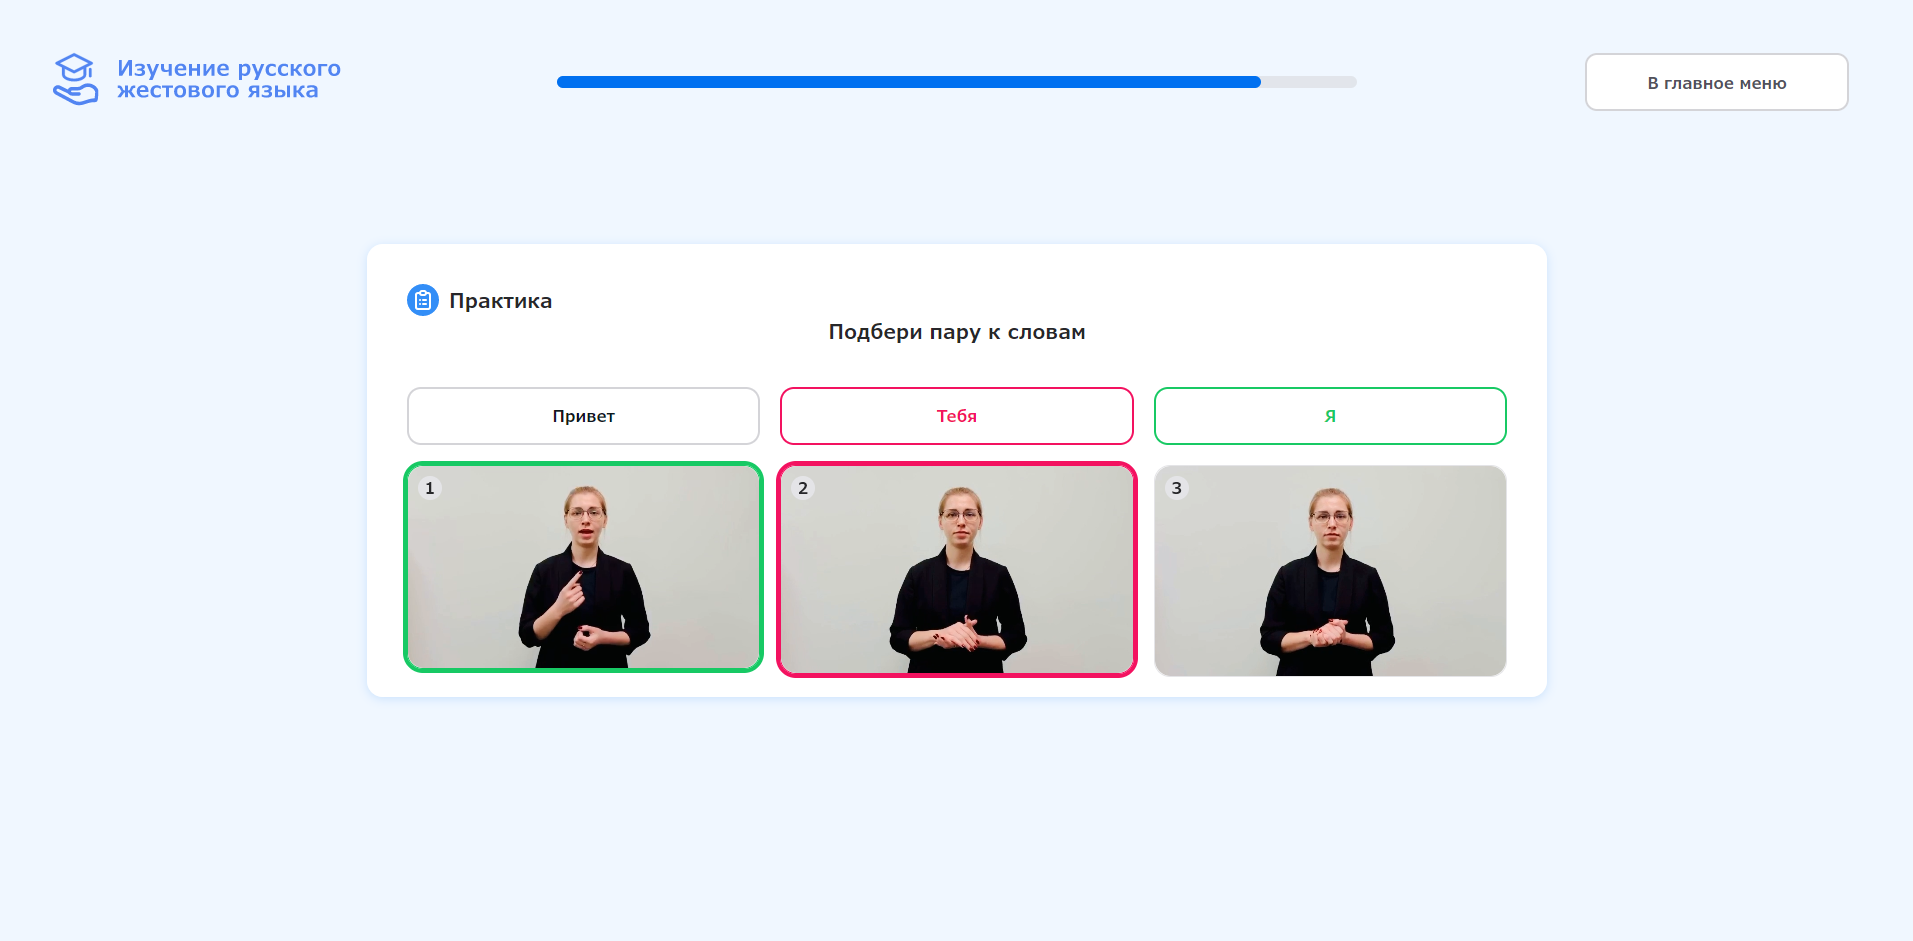 Изучение русского
жестового языка
В главное меню
Практика
Подбери пару к словам
Привет
Тебя
Я
1
2
3